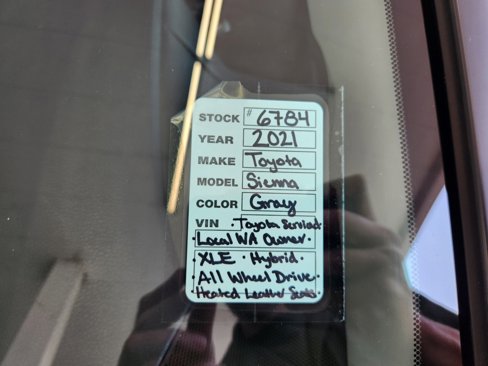 STOCK # 6784
YEAR 2021
MAKE Toyota
MODEL Sienna
COLOR Gray
VIN · Toyota Serviced
· Local WA Owner ·
· XLE · Hybrid ·
· All Wheel Drive ·
· Heated Leather Seats ·